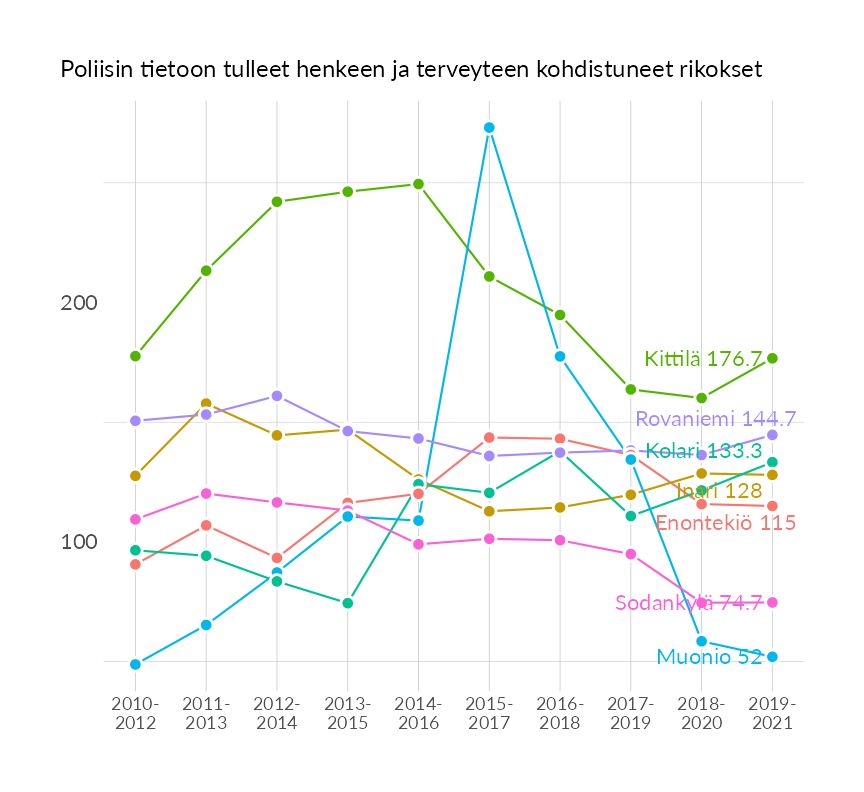 Poliisin tietoon tulleet henkeen ja terveyteen kohdistuneet rikokset
200
100
Kittilä 176.7
Rovaniemi 144.7
Kolari 133.3
Inari 128
Enontekiö 115
Sodankylä 74.7
Muonio 52
2010- 2011- 2012- 2013- 2014- 2015- 2016- 2017- 2018- 2019-
2012 2013 2014 2015 2016 2017 2018 2019 2020 2021